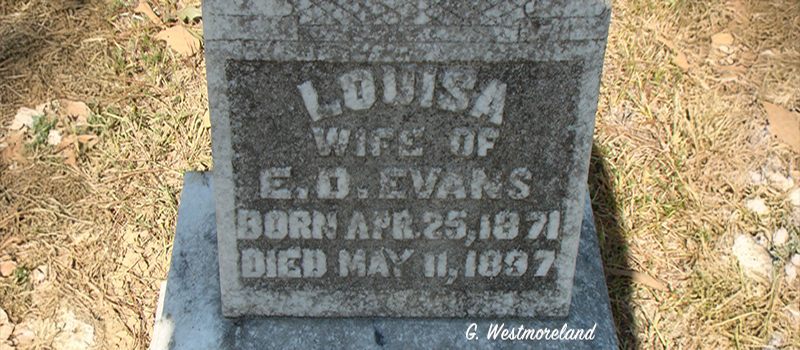 LOUISA
WIFE OF
E.D. EVANS
BORN APR. 25, 1871
DIED MAY 11, 1897
G. Westmoreland